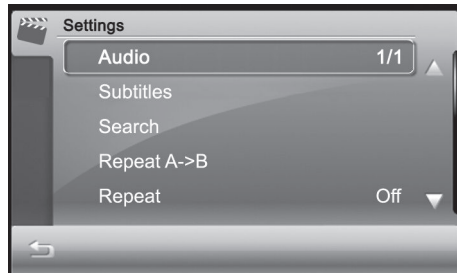 Settings
Audio 1/1
Subtitles
Search
Repeat A->B
Repeat Off